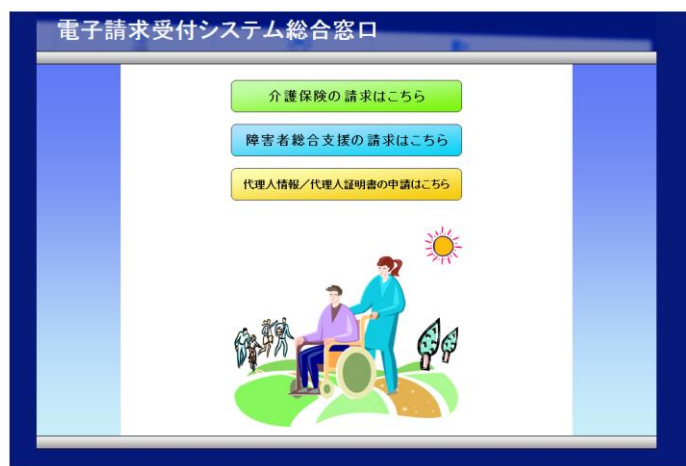 電子請求受付システム総合窓口
介護保険の請求はこちら
障害者総合支援の請求はこちら
代理人情報／代理人証明書の申請はこちら